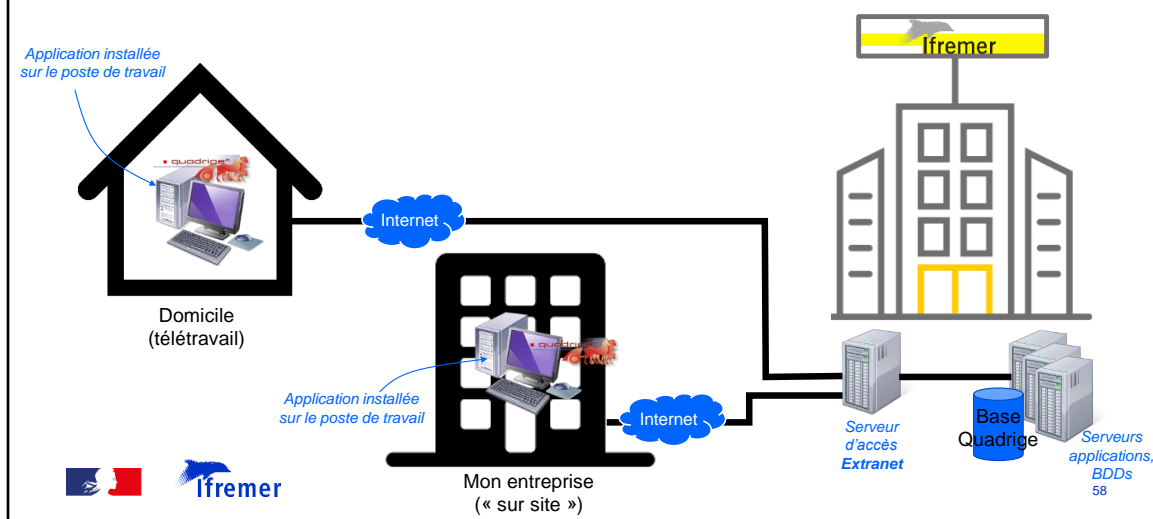 Application installée
sur le poste de travail
quadrige
Domicile
(télétravail)
Internet
Ifremer
quadrige
Application installée
sur le poste de travail
Internet
Mon entreprise
(« sur site »)
Serveur
d'accès
Extranet
Base
Quadrige
Serveurs
applications,
BDDs
Ifremer
58